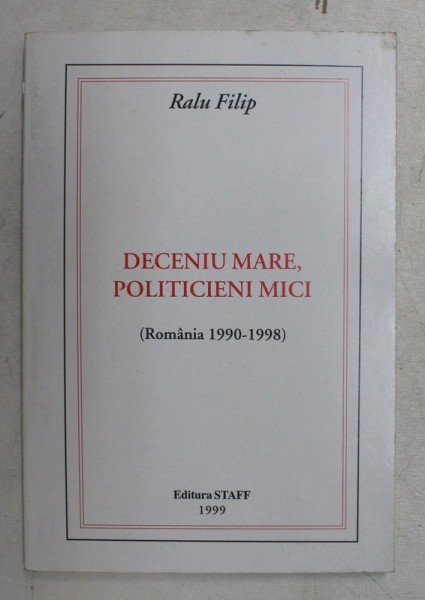 Ralu Filip
DECENIU MARE,
POLITICIENI MICI
(România 1990-1998)
Editura STAFF
1999